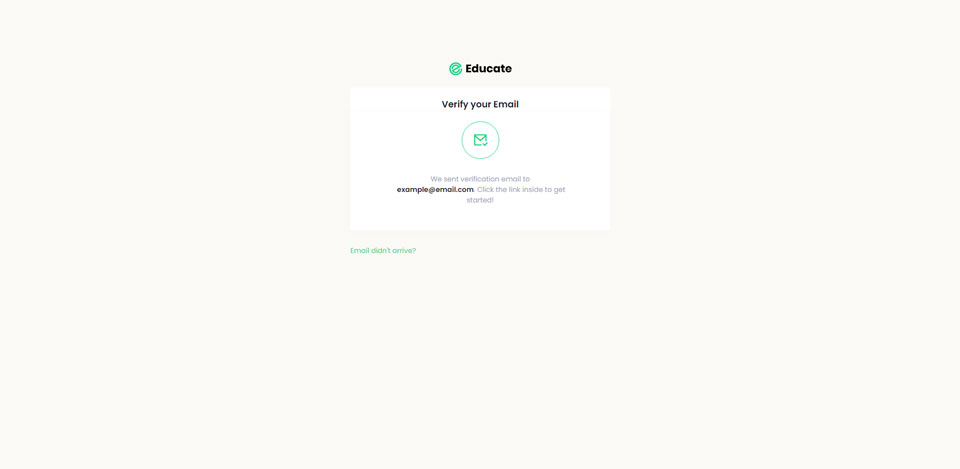 Educate
Verify your Email
We sent verification email to
example@email.com. Click the link inside to get
started!
Email didn't arrive?